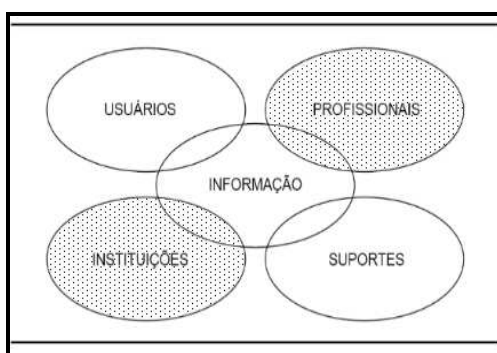 USUÁRIOS
PROFISSIONAIS
INFORMAÇÃO
INSTITUIÇÕES
SUPORTES